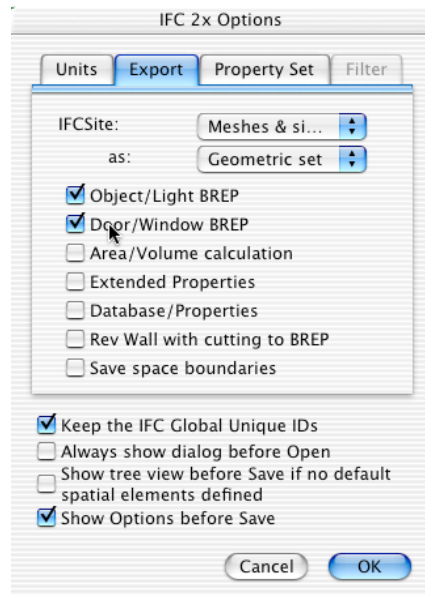 IFC 2x Options
Units Export Property Set Filter
IFCSite: Meshes & si...
as: Geometric set
Object/Light BREP
Door/Window BREP
Area/Volume calculation
Extended Properties
Database/Properties
Rev Wall with cutting to BREP
Save space boundaries
Keep the IFC Global Unique IDs
Always show dialog before Open
Show tree view before Save if no default
spatial elements defined
Show Options before Save
Cancel OK